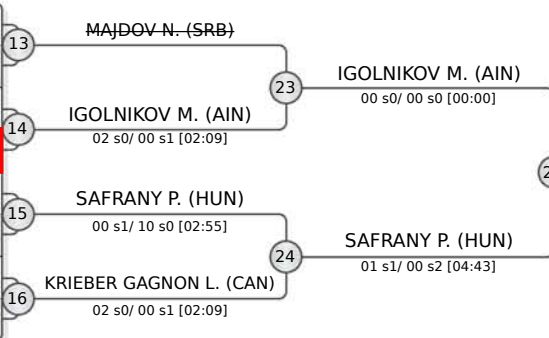 13
MAJDOV N. (SRB)
23
IGOLNIKOV M. (AIN)
00 s0/ 00 s0 [00:00]
14
IGOLNIKOV M. (AIN)
02 s0/ 00 s1 [02:09]
15
SAFRANY P. (HUN)
00 s1/ 10 s0 [02:55]
24
SAFRANY P. (HUN)
01 s1/ 00 s2 [04:43]
16
KRIEBER GAGNON L. (CAN)
02 s0/ 00 s1 [02:09]